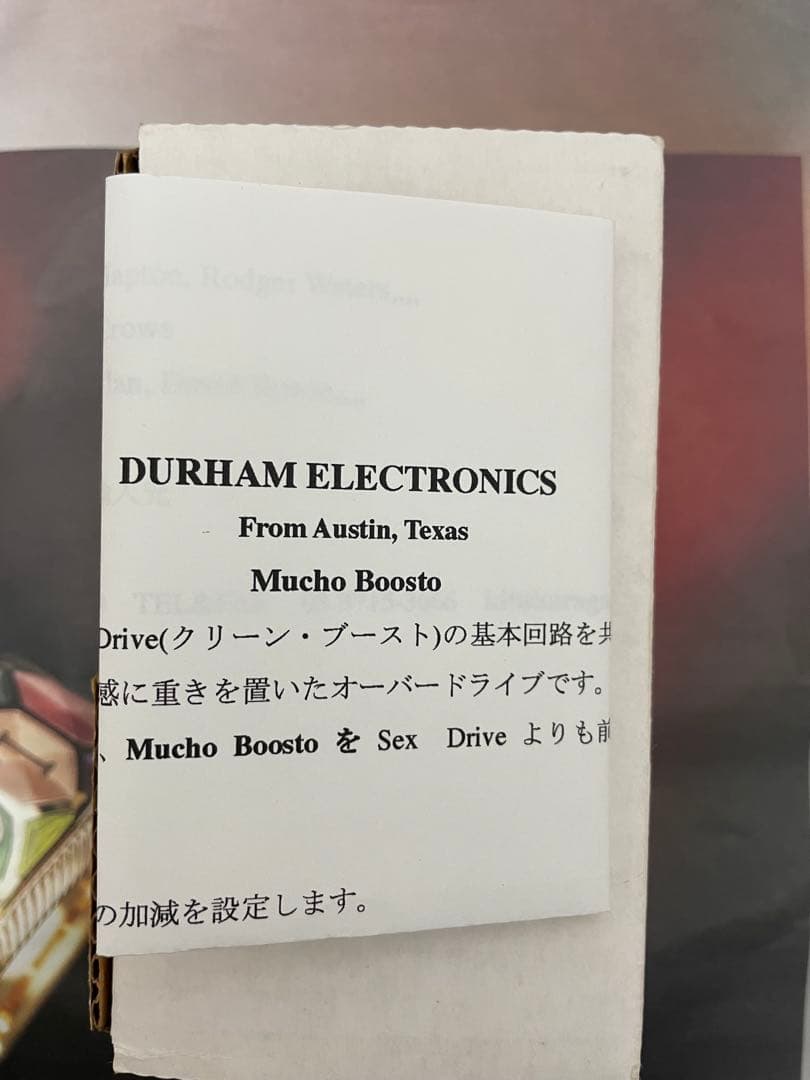 DURHAM ELECTRONICS
From Austin, Texas
Mucho Boosto
Drive(クリーン・ブースト)の基本回路を共
感に重きを置いたオーバードライブです。
、Mucho Boosto を Sex Drive よりも前
の加減を設定します。